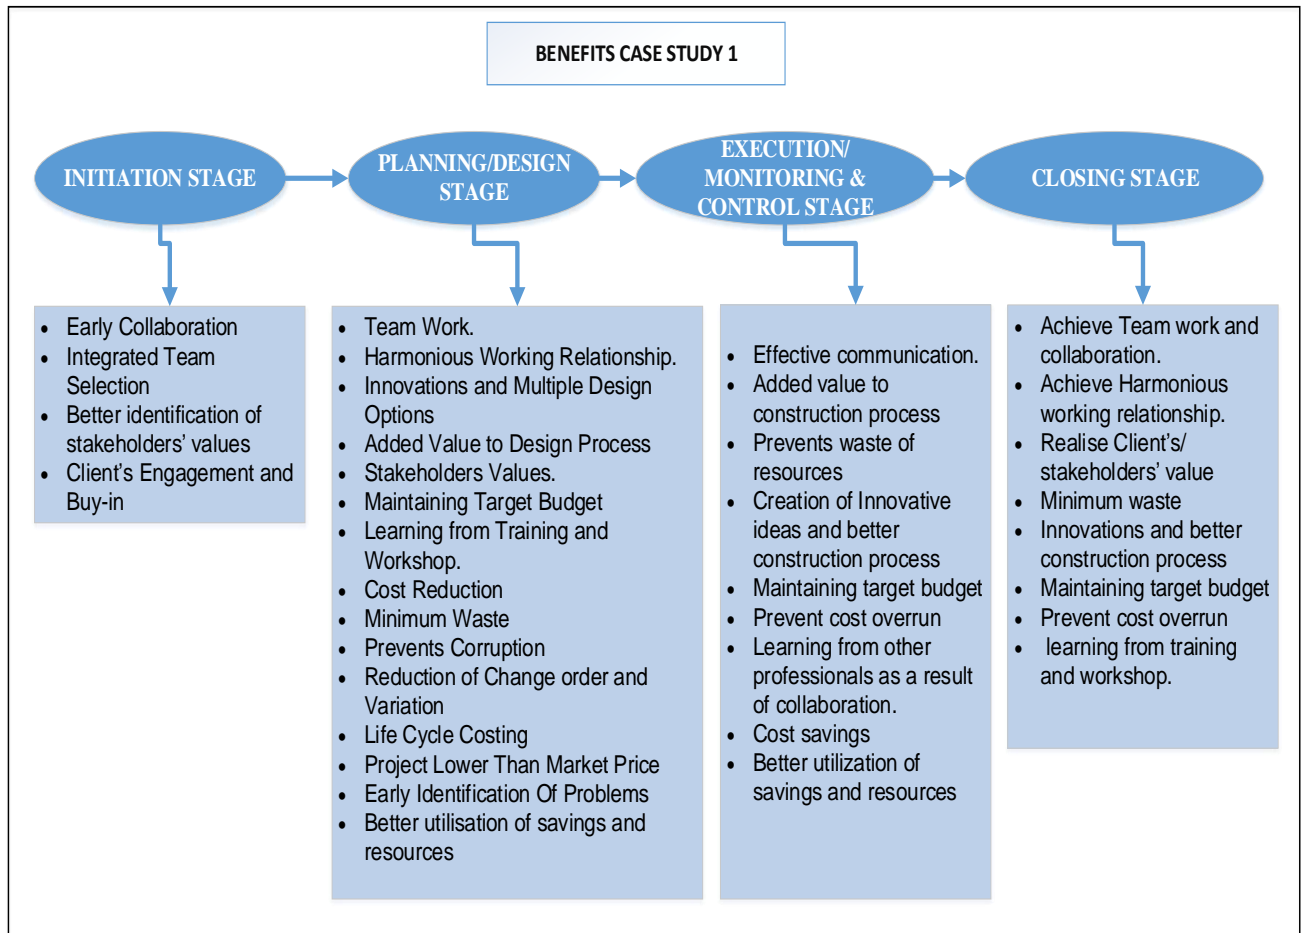 BENEFITS CASE STUDY 1
INITIATION STAGE
PLANNING/DESIGN
STAGE
EXECUTION/
MONITORING &
CONTROL STAGE
CLOSING STAGE
• Early Collaboration
• Integrated Team
Selection
• Better identification of
stakeholders’ values
• Client’s Engagement and
Buy-in
• Team Work.
• Harmonious Working Relationship.
• Innovations and Multiple Design
Options
• Added Value to Design Process
• Stakeholders Values.
• Maintaining Target Budget
• Learning from Training and
Workshop.
• Cost Reduction
• Minimum Waste
• Prevents Corruption
• Reduction of Change order and
Variation
• Life Cycle Costing
• Project Lower Than Market Price
• Early Identification Of Problems
• Better utilisation of savings and
resources
• Effective communication.
• Added value to
construction process
• Prevents waste of
resources
• Creation of Innovative
ideas and better
construction process
• Maintaining target budget
• Prevent cost overrun
• Learning from other
professionals as a result
of collaboration.
• Cost savings
• Better utilization of
savings and resources
• Achieve Team work and
collaboration.
• Achieve Harmonious
working relationship.
• Realise Client’s/
stakeholders’ value
• Minimum waste
• Innovations and better
construction process
• Maintaining target budget
• Prevent cost overrun
• learning from training
and workshop.